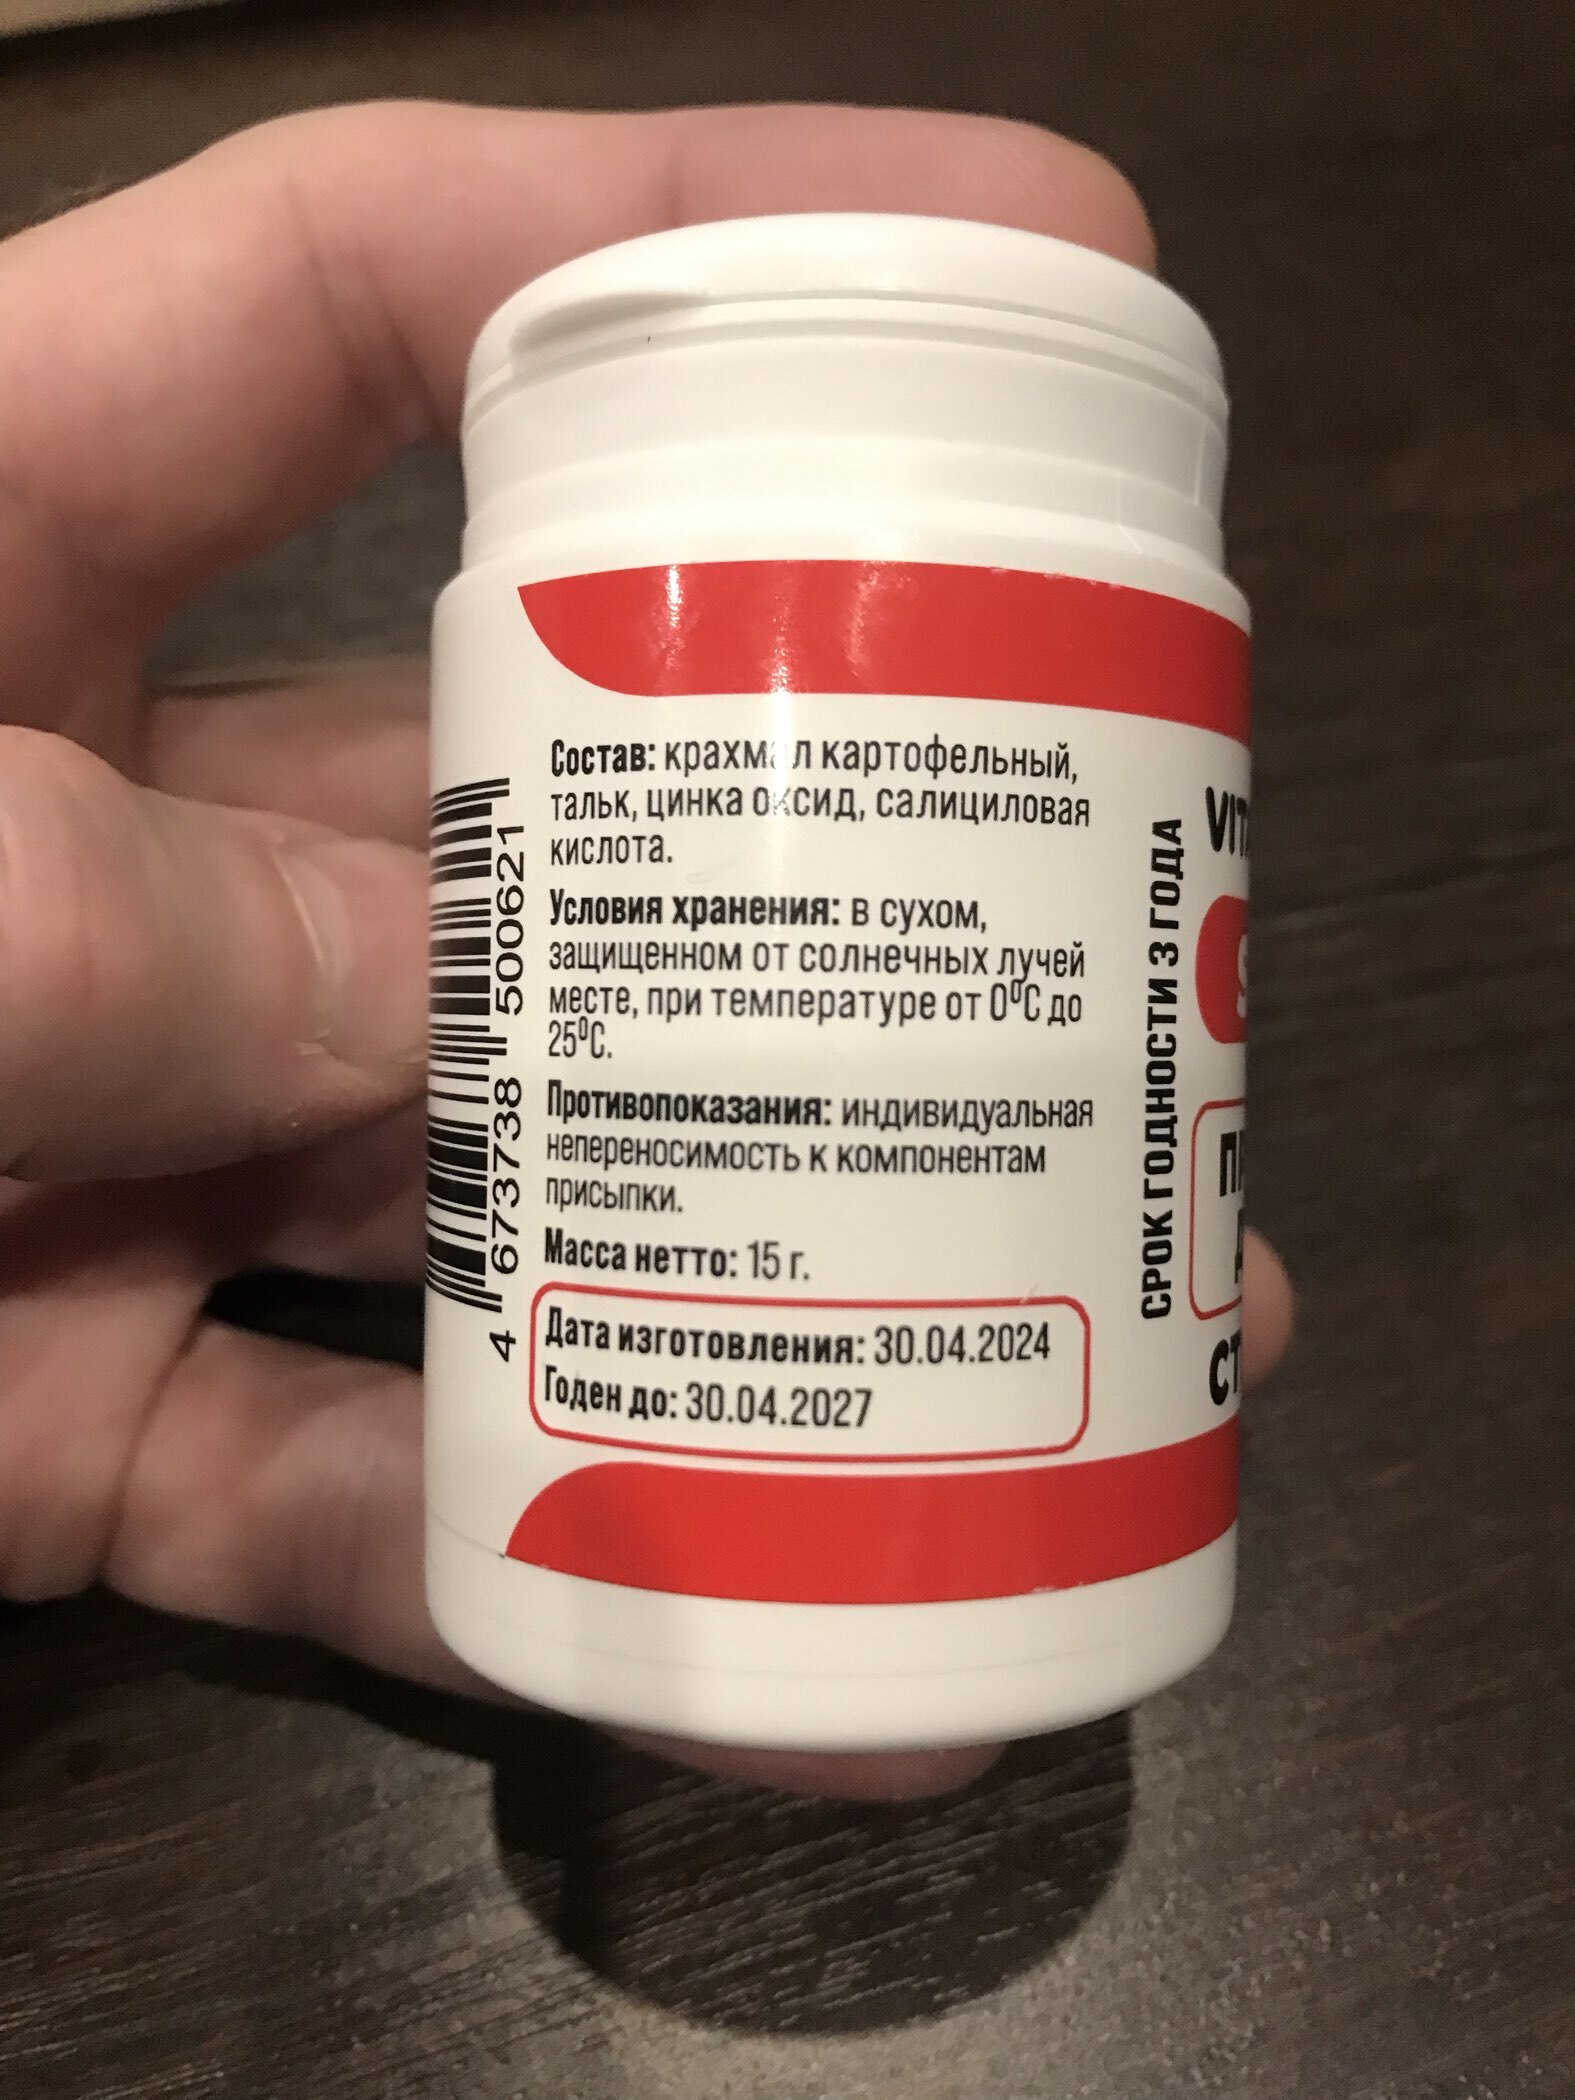 Состав: крахмал картофельный,
тальк, цинка оксид, салициловая
кислота.
Условия хранения: в сухом,
защищенном от солнечных лучей
месте, при температуре от 0⁰С до
25⁰С.
Противопоказания: индивидуальная
непереносимость к компонентам
присыпки.
Масса нетто: 15 г.
Дата изготовления: 30.04.2024
Годен до: 30.04.2027
4 673738 500621
СРОК ГОДНОСТИ 3 ГОДА